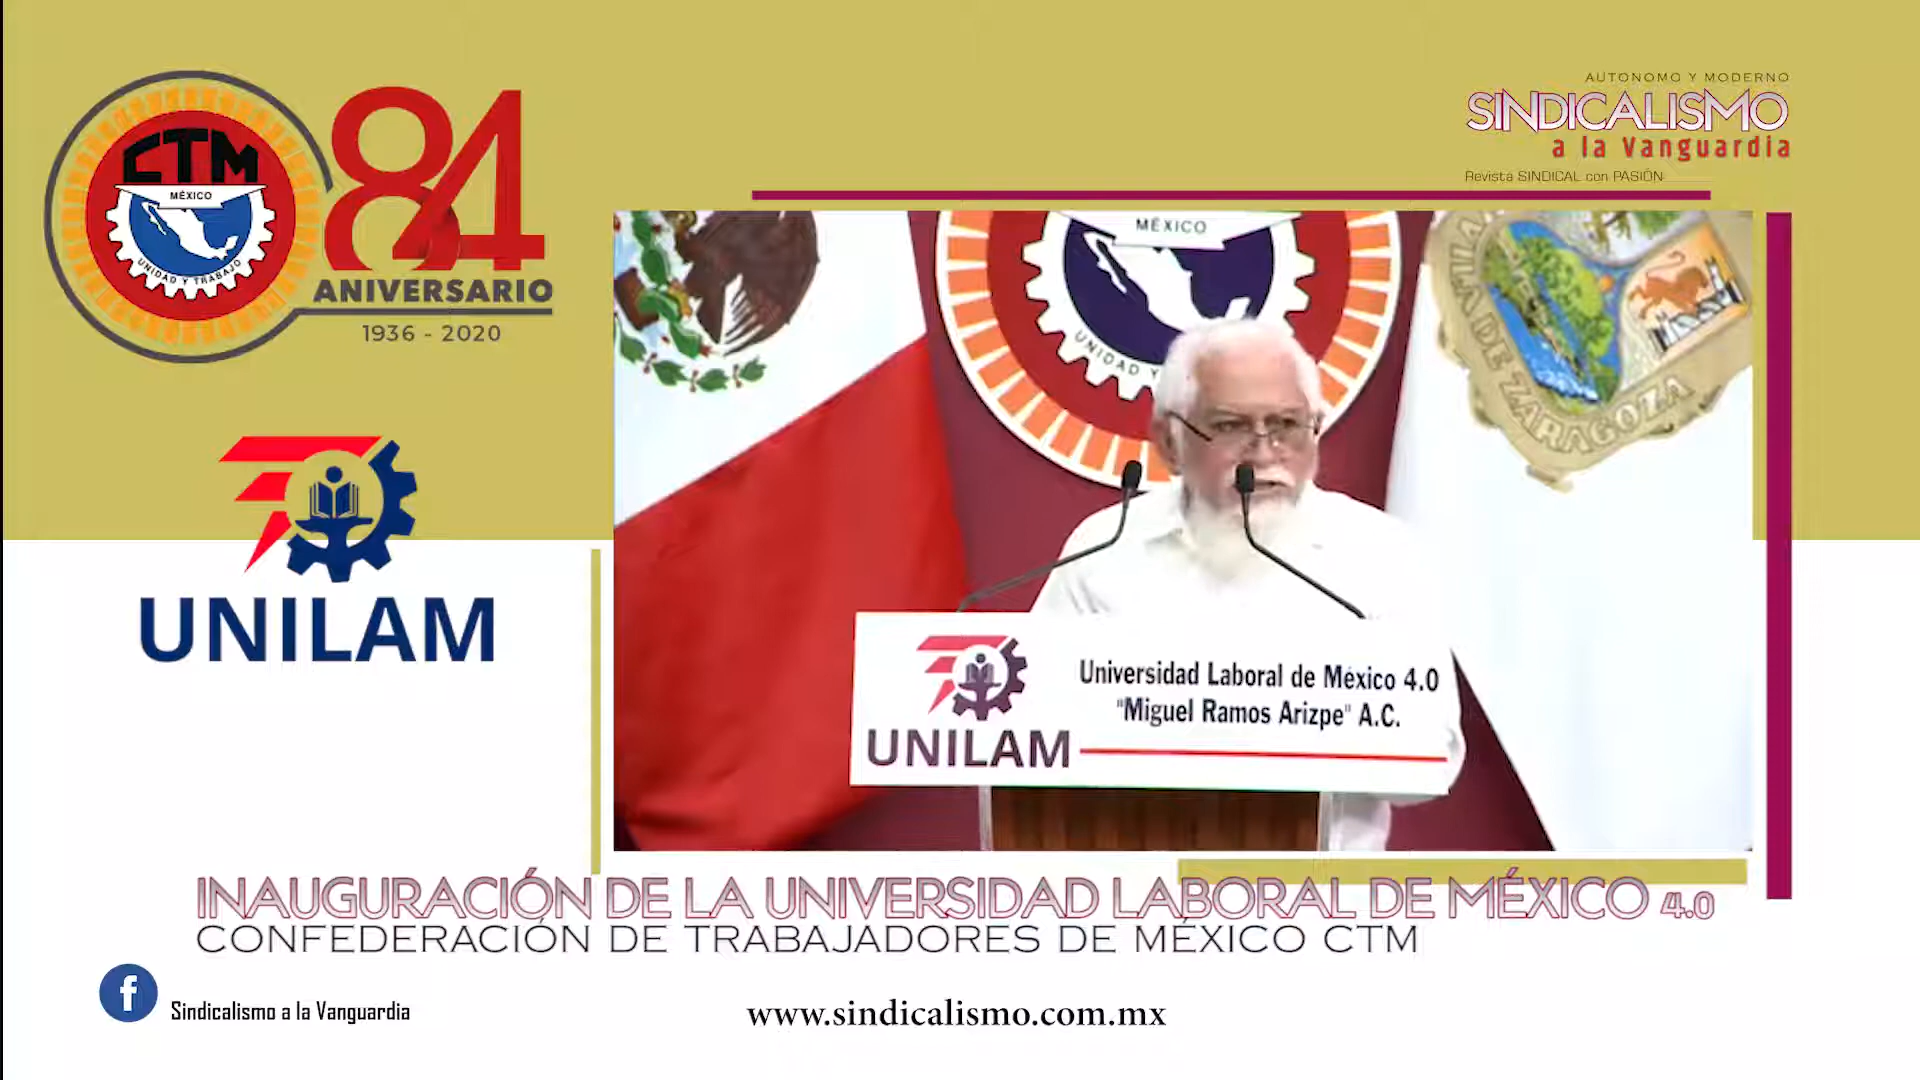 CTM
MÉXICO
UNIDAD Y TRABAJO
84
ANIVERSARIO
1936 - 2020
AUTONOMO Y MODERNO
SINDICALISMO
a la Vanguardia
Revista SINDICAL con PASIÓN
UNILAM
MÉXICO
UNIDAD Y
LA DE ZARAGOZA
UNILAM
Universidad Laboral de México 4.0
"Miguel Ramos Arizpe" A.C.
INAUGURACIÓN DE LA UNIVERSIDAD LABORAL DE MÉXICO 4.0
CONFEDERACIÓN DE TRABAJADORES DE MÉXICO CTM
f
Sindicalismo a la Vanguardia
www.sindicalismo.com.mx